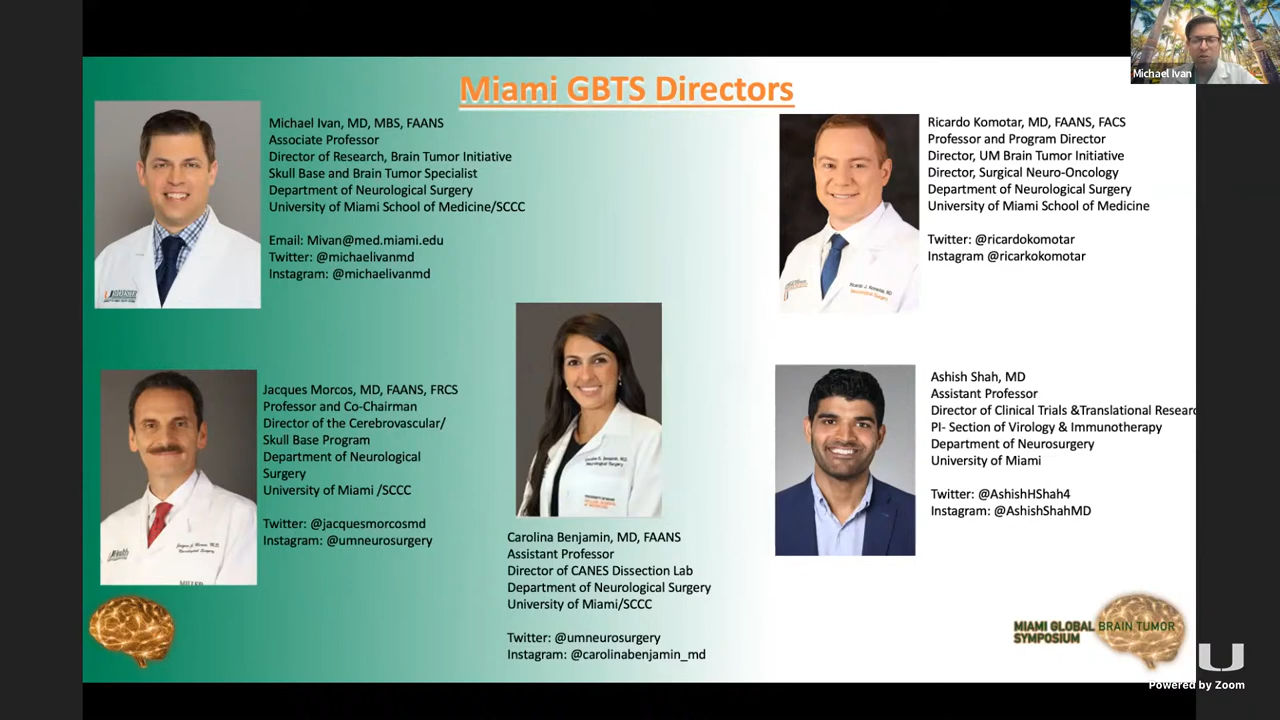 Miami GBTS Directors
Michael Ivan
Michael Ivan, MD, MBS, FAANS
Associate Professor
Director of Research, Brain Tumor Initiative
Skull Base and Brain Tumor Specialist
Department of Neurological Surgery
University of Miami School of Medicine/SCCC
Email: Mivan@med.miami.edu
Twitter: @michaelivanmd
Instagram: @michaelivanmd
Ricardo Komotar, MD, FAANS, FACS
Professor and Program Director
Director, UM Brain Tumor Initiative
Director, Surgical Neuro-Oncology
Department of Neurological Surgery
University of Miami School of Medicine
Twitter: @ricardokomotar
Instagram @ricarkokomotar
Ricardo J. Komotar, MD
Neurological Surgery
Jacques Morcos, MD, FAANS, FRCS
Professor and Co-Chairman
Director of the Cerebrovascular/
Skull Base Program
Department of Neurological
Surgery
University of Miami /SCCC
Twitter: @jacquesmorcosmd
Instagram: @umneurosurgery
Carolina Benjamin, MD, FAANS
Assistant Professor
Director of CANES Dissection Lab
Department of Neurological Surgery
University of Miami/SCCC
Twitter: @umneurosurgery
Instagram: @carolinabenjamin_md
Ashish Shah, MD
Assistant Professor
Director of Clinical Trials &Translational Researc
PI- Section of Virology & Immunotherapy
Department of Neurosurgery
University of Miami
Twitter: @AshishHShah4
Instagram: @AshishShahMD
MIAMI GLOBAL BRAIN TUMOR
SYMPOSIUM
Powered by Zoom